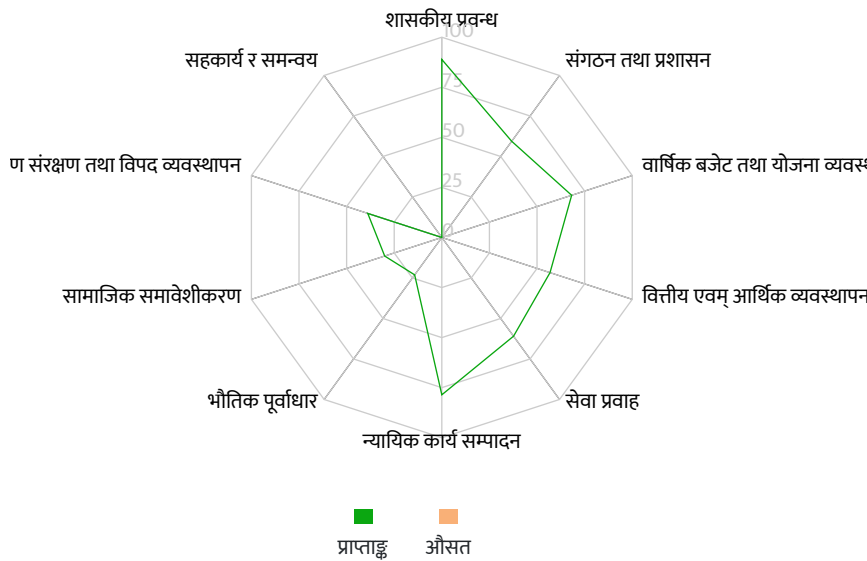 शासकीय प्रवन्ध
100
सहकार्य र समन्वय
संगठन तथा प्रशासन
75
50
ण संरक्षण तथा विपद व्यवस्थापन
वार्षिक बजेट तथा योजना
25
0
सामाजिक समावेशीकरण
वित्तीय एवम् आर्थिक व्यवस्थापन
भौतिक पूर्वाधार
सेवा प्रवाह
न्यायिक कार्य सम्पादन
प्राप्ताङ्क औसत